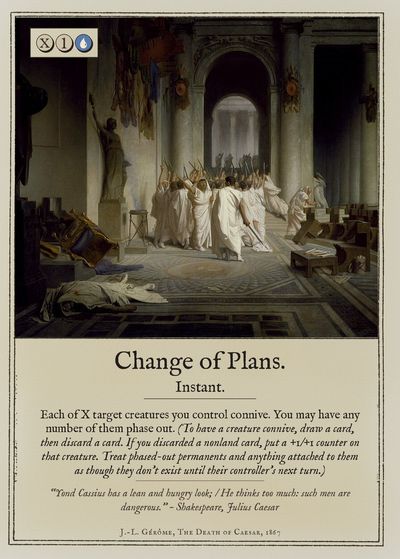 X 1
Change of Plans.
Instant.
Each of X target creatures you control connive. You may have any
number of them phase out. (To have a creature connive, draw a card,
then discard a card. If you discarded a nonland card, put a +1/+1 counter on
that creature. Treat phased-out permanents and anything attached to them
as though they don't exist until their controller's next turn.)
"Yond Cassius has a lean and hungry look; / He thinks too much: such men are
dangerous." - Shakespeare, Julius Caesar
J.-L. Gérôme, The Death of Caesar, 1867